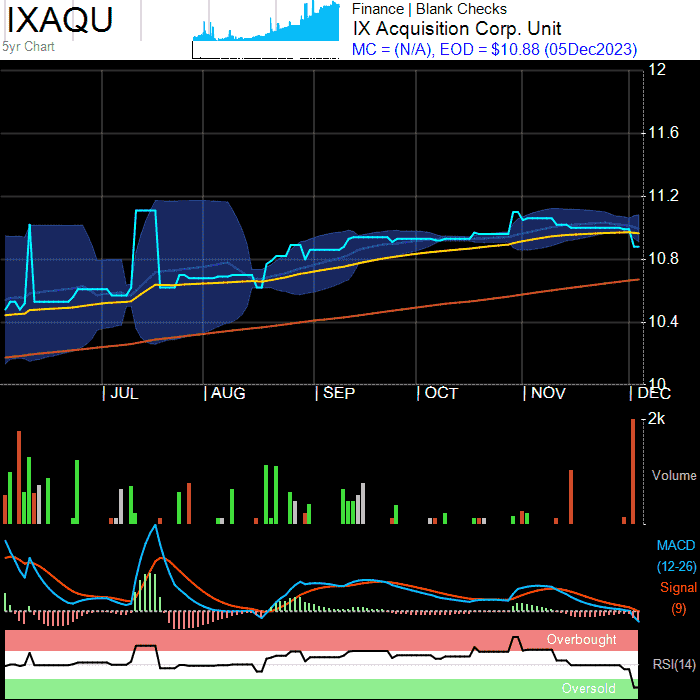 IXAQU
5yr Chart
Finance | Blank Checks
IX Acquisition Corp. Unit
MC = (N/A), EOD = $10.88 (05Dec2023)
12
11.6
11.2
10.8
10.4
10
JUL AUG SEP OCT NOV DEC
2k
Volume
MACD
(12-26)
Signal
(9)
Overbought
RSI(14)
Oversold